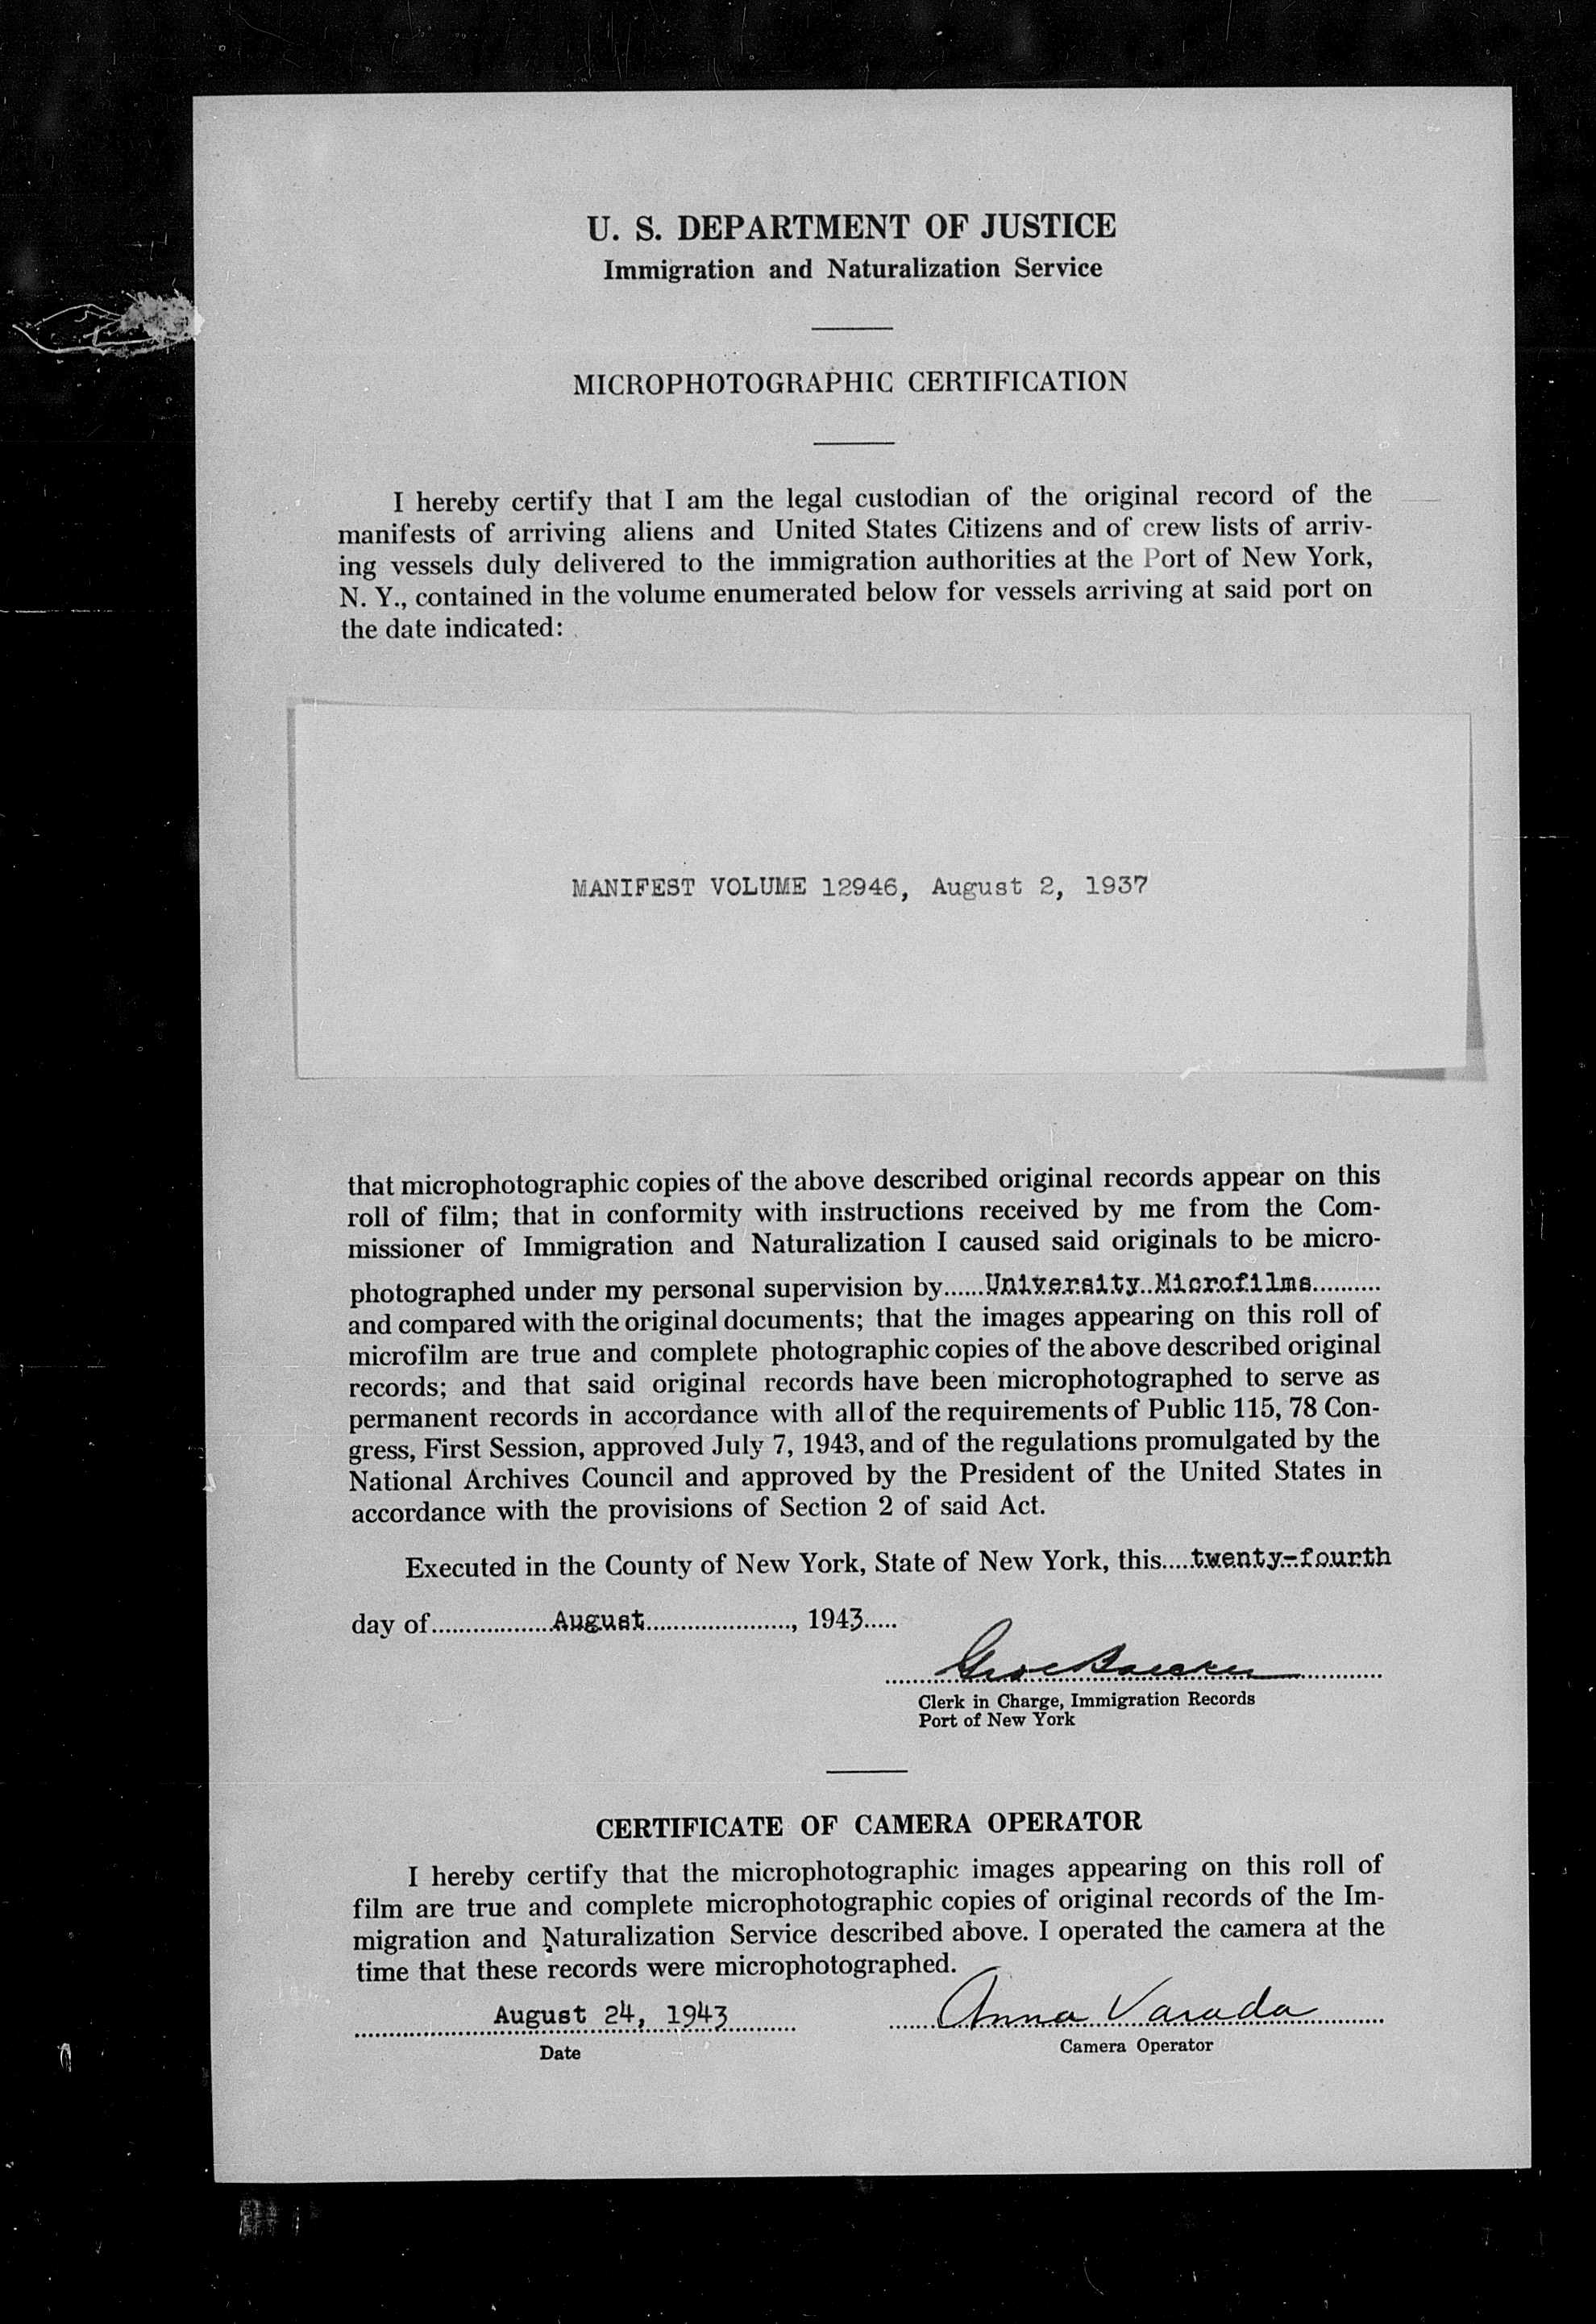 U. S. DEPARTMENT OF JUSTICE
Immigration and Naturalization Service
MICROPHOTOGRAPHIC CERTIFICATION
I hereby certify that I am the legal custodian of the original record of the
manifests of arriving aliens and United States Citizens and of crew lists of arriv-
ing vessels duly delivered to the immigration authorities at the Port of New York,
N. Y., contained in the volume enumerated below for vessels arriving at said port on
the date indicated:
MANIFEST VOLUME 12946, August 2, 1937
that microphotographic copies of the above described original records appear on this
roll of film; that in conformity with instructions received by me from the Com-
missioner of Immigration and Naturalization I caused said originals to be micro-
photographed under my personal supervision by......University Microfilms..........
and compared with the original documents; that the images appearing on this roll of
microfilm are true and complete photographic copies of the above described original
records; and that said original records have been microphotographed to serve as
permanent records in accordance with all of the requirements of Public 115, 78 Con-
gress, First Session, approved July 7, 1943, and of the regulations promulgated by the
National Archives Council and approved by the President of the United States in
accordance with the provisions of Section 2 of said Act.
Executed in the County of New York, State of New York, this....twenty-fourth
day of..................August......................, 1943.....
Clerk in Charge, Immigration Records
Port of New York
CERTIFICATE OF CAMERA OPERATOR
I hereby certify that the microphotographic images appearing on this roll of
film are true and complete microphotographic copies of original records of the Im-
migration and Naturalization Service described above. I operated the camera at the
time that these records were microphotographed.
August 24, 1943 Anna Varada
Date Camera Operator